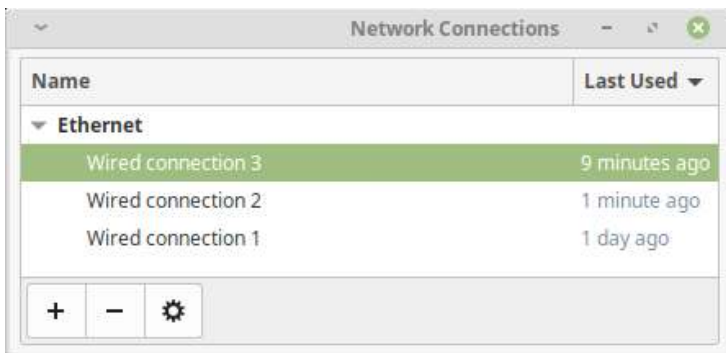 Network Connections
Name Last Used
Ethernet
Wired connection 3 9 minutes ago
Wired connection 2 1 minute ago
Wired connection 1 1 day ago